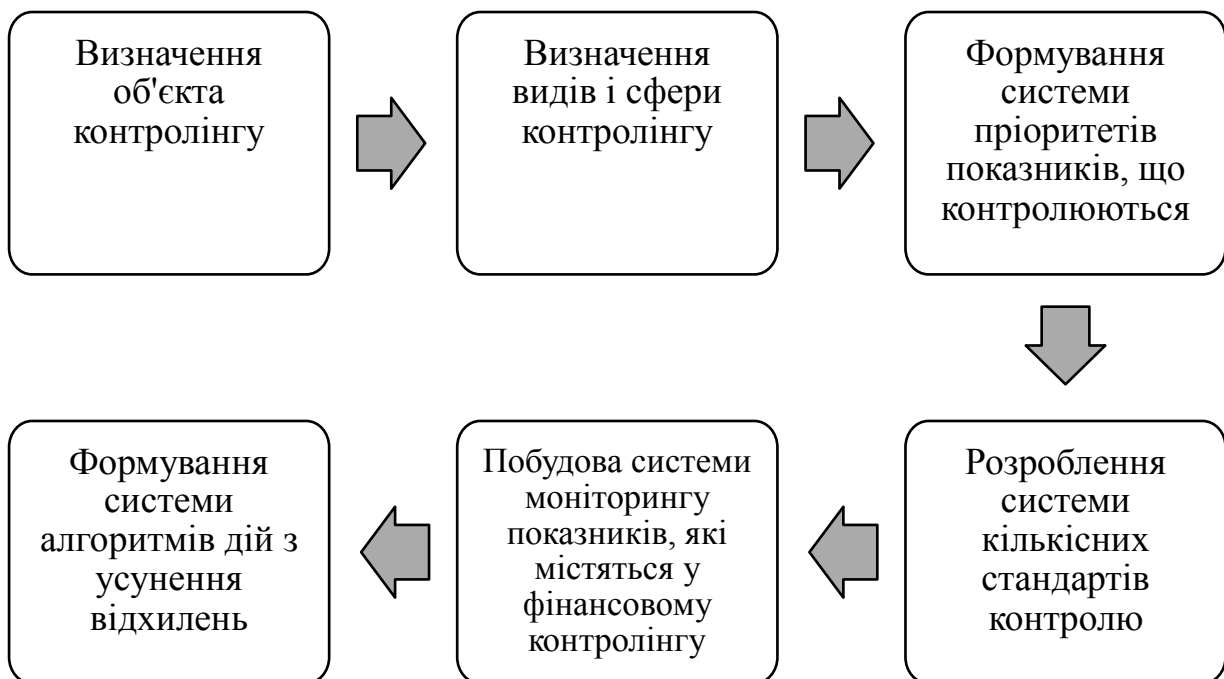 Визначення
об'єкта
контролінгу
Визначення
видів і сфери
контролінгу
Формування
системи
пріоритетів
показників, що
контролюються
Розроблення
системи
кількісних
стандартів
контролю
Побудова системи
моніторингу
показників, які
містяться у
фінансовому
контролінгу
Формування
системи
алгоритмів дій з
усунення
відхилень